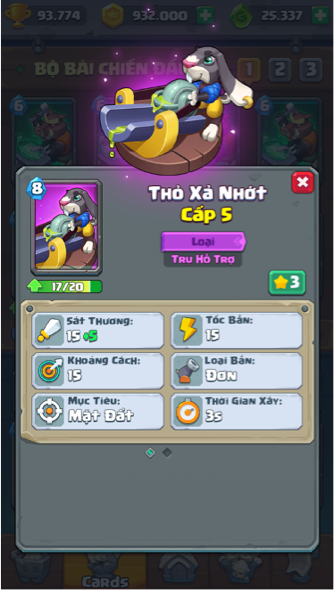 93.774 932.000 25.337
BỘ BÀI CHIẾN ĐẤU 1 2 3
6 6
8
Thỏ Xả Nhớt
Cấp 5
Loại
Trụ Hỗ Trợ
17/20
3
Sát Thương:
15 +5
Tốc Bắn:
15
Khoảng Cách:
15
Loại Bắn:
Đơn
Mục Tiêu:
Mặt Đất
Thời Gian Xây:
3s
Cards